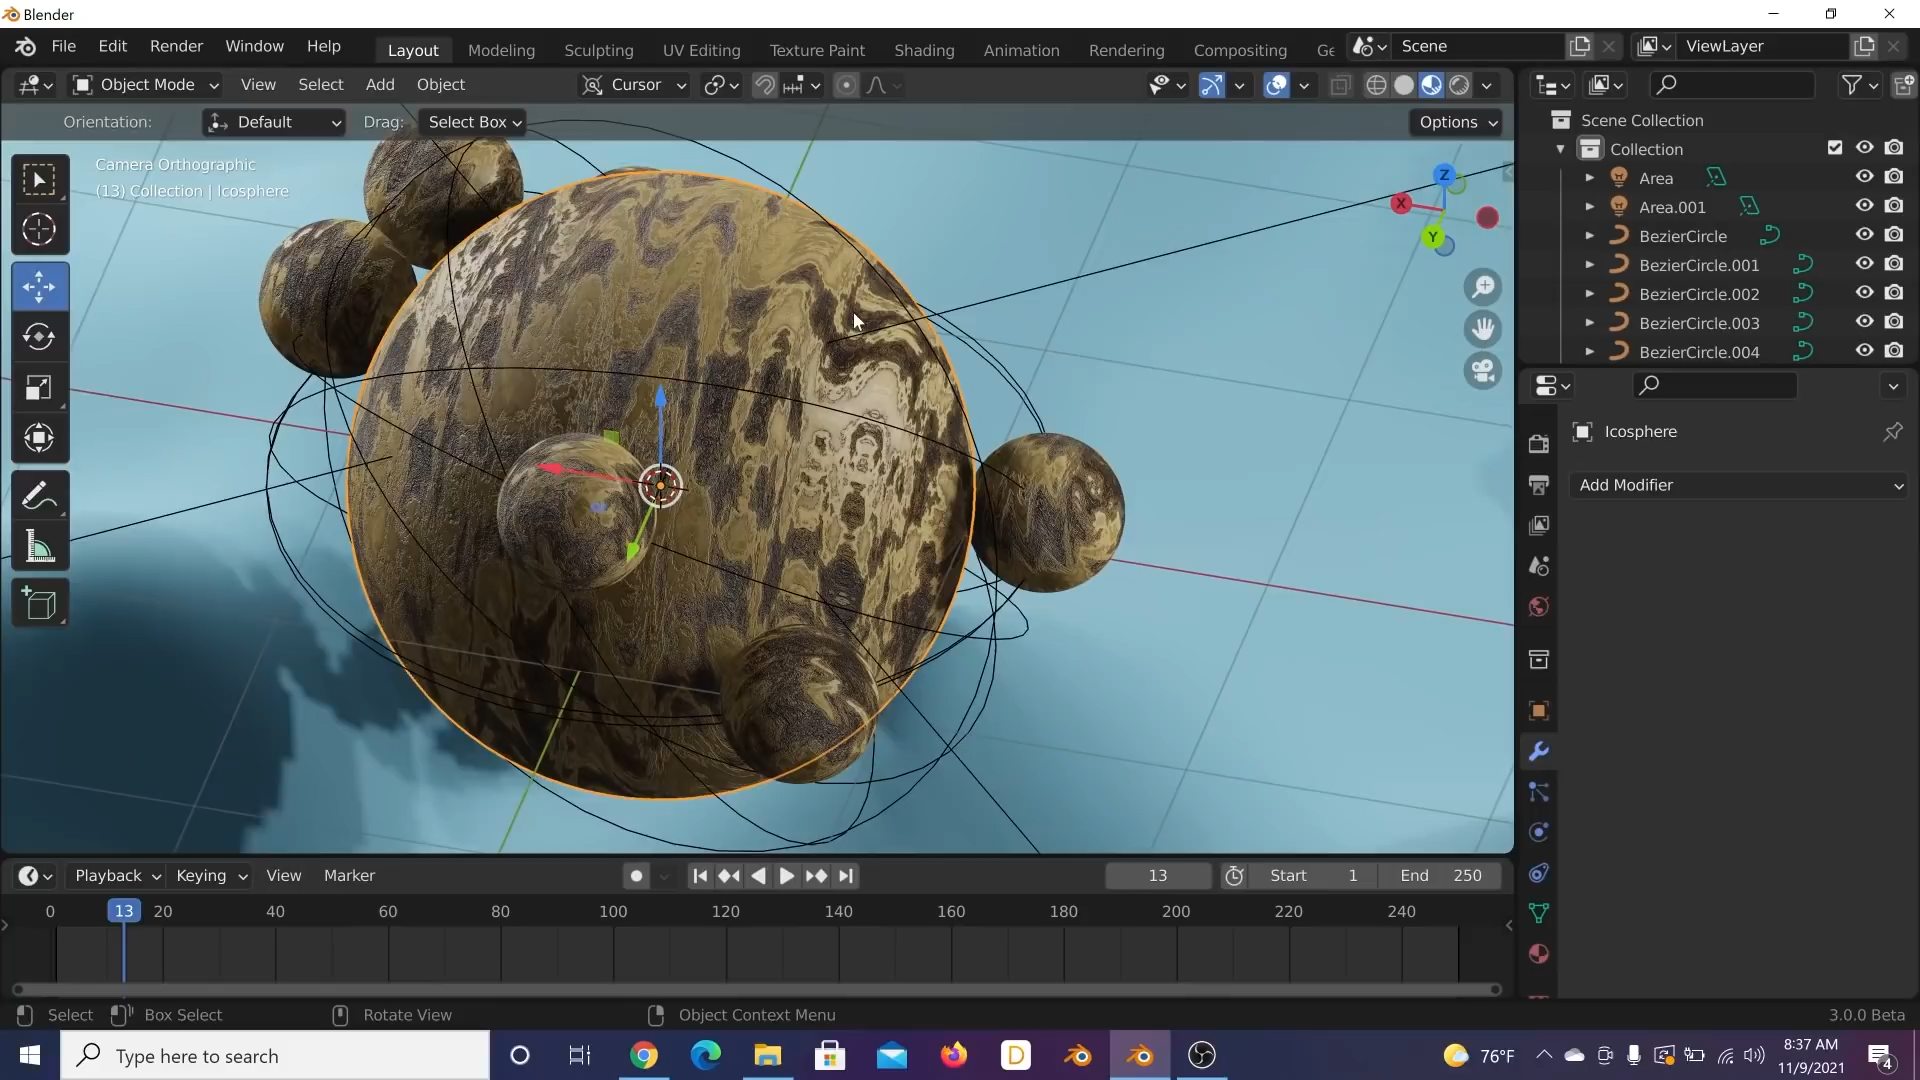 Blender
File Edit Render Window Help Layout Modeling Sculpting UV Editing Texture Paint Shading Animation Rendering Compositing Ge Scene ViewLayer
Object Mode View Select Add Object Cursor
Orientation: Default Drag: Select Box Options
Camera Orthographic
(13) Collection | Icosphere
Z
X
Y
Scene Collection
Collection
Area
Area.001
BezierCircle
BezierCircle.001
BezierCircle.002
BezierCircle.003
BezierCircle.004
Icosphere
Add Modifier
Playback Keying View Marker 13 Start 1 End 250
0 13 20 40 60 80 100 120 140 160 180 200 220 240
Select Box Select Rotate View Object Context Menu 3.0.0 Beta
Type here to search D 76°F 8:37 AM
11/9/2021 4